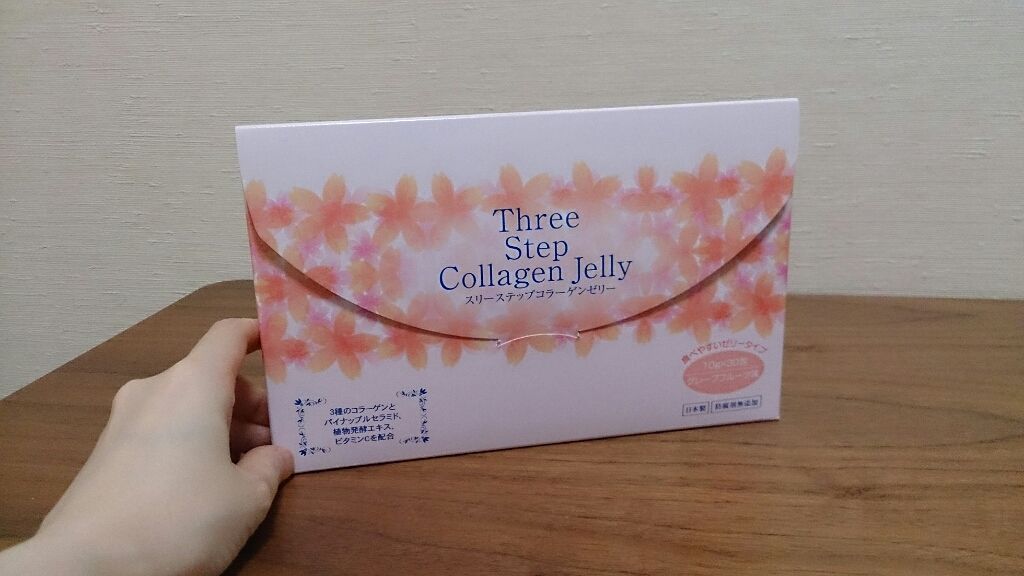 Three
Step
Collagen Jelly
スリーステップコラーゲンゼリー
食べやすいゼリータイプ
グレープフルーツ味
3種のコラーゲンと
パイナップルセラミド、
植物発酵エキス、
ビタミンCを配合
日本製 防腐剤無添加